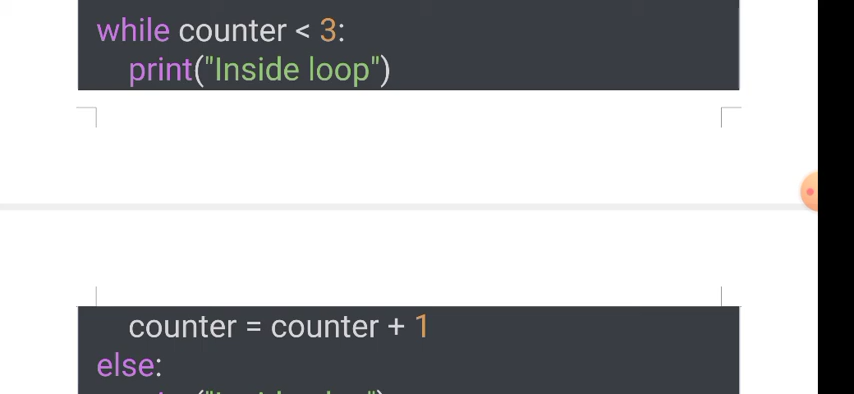 while counter < 3:
print("Inside loop")
counter = counter + 1
else: